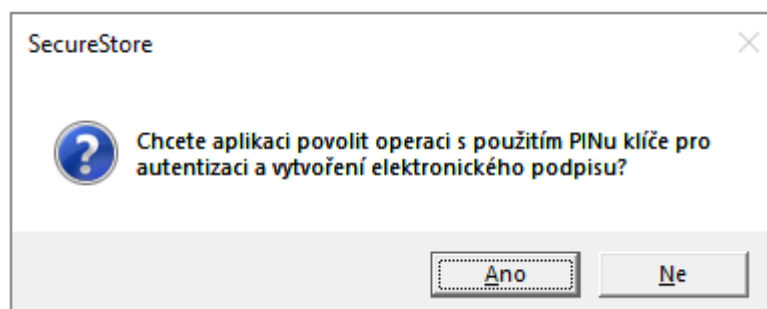 SecureStore
Chcete aplikaci povolit operaci s použitím PINu klíče pro
autentizaci a vytvoření elektronického podpisu?
Ano
Ne